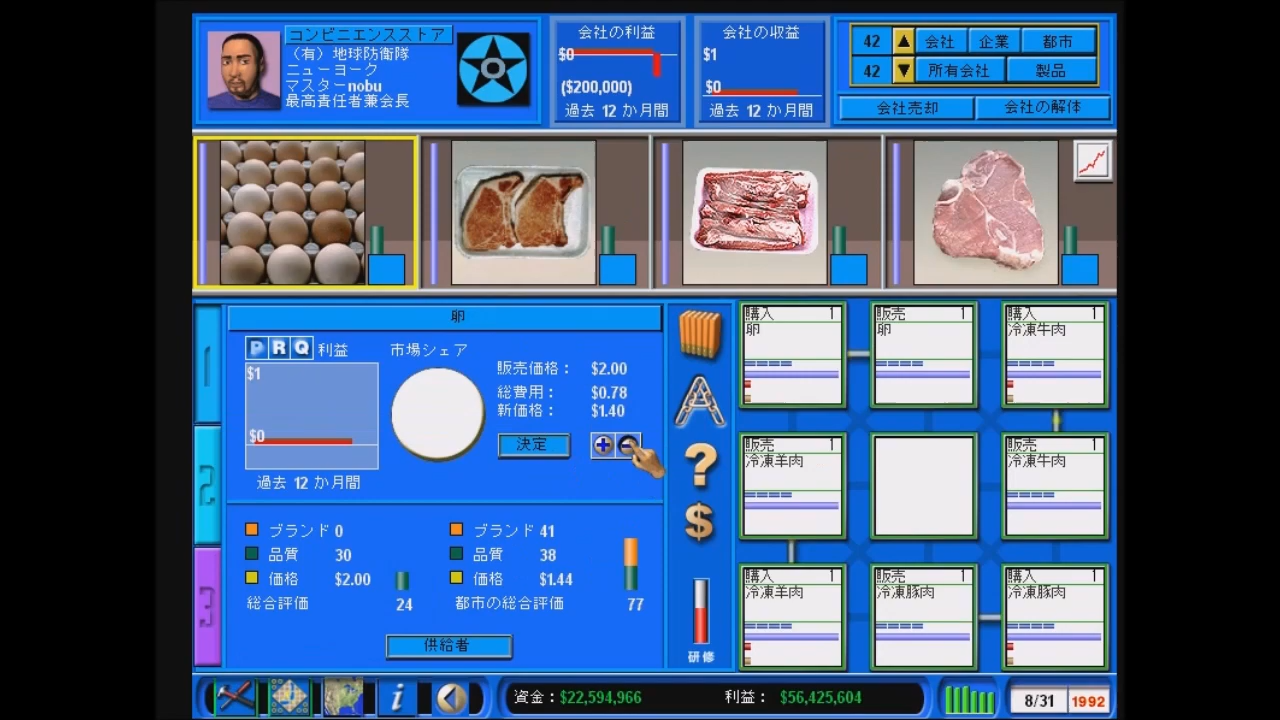 コンビニエンスストア
（有）地球防衛隊
ニューヨーク
マスターnobu
最高責任者兼会長
会社の利益
$0
($200,000)
過去 12 か月間
会社の収益
$1
$0
過去 12 か月間
42 会社 企業 都市
42 所有会社 製品
会社売却 会社の解体
1
2
3
卵
P R Q 利益
$1
$0
過去 12 か月間
市場シェア
販売価格： $2.00
総費用： $0.78
新価格： $1.40
決定
ブランド 0
品質 30
価格 $2.00
総合評価 24
ブランド 41
品質 38
価格 $1.44
都市の総合評価 77
供給者
A
?
$
研修
購入 1
卵
販売 1
卵
購入 1
冷凍牛肉
販売 1
冷凍羊肉
販売 1
冷凍牛肉
購入 1
冷凍羊肉
販売 1
冷凍豚肉
購入 1
冷凍豚肉
i
資金：$22,594,966 利益： $56,425,604
8/31 1992